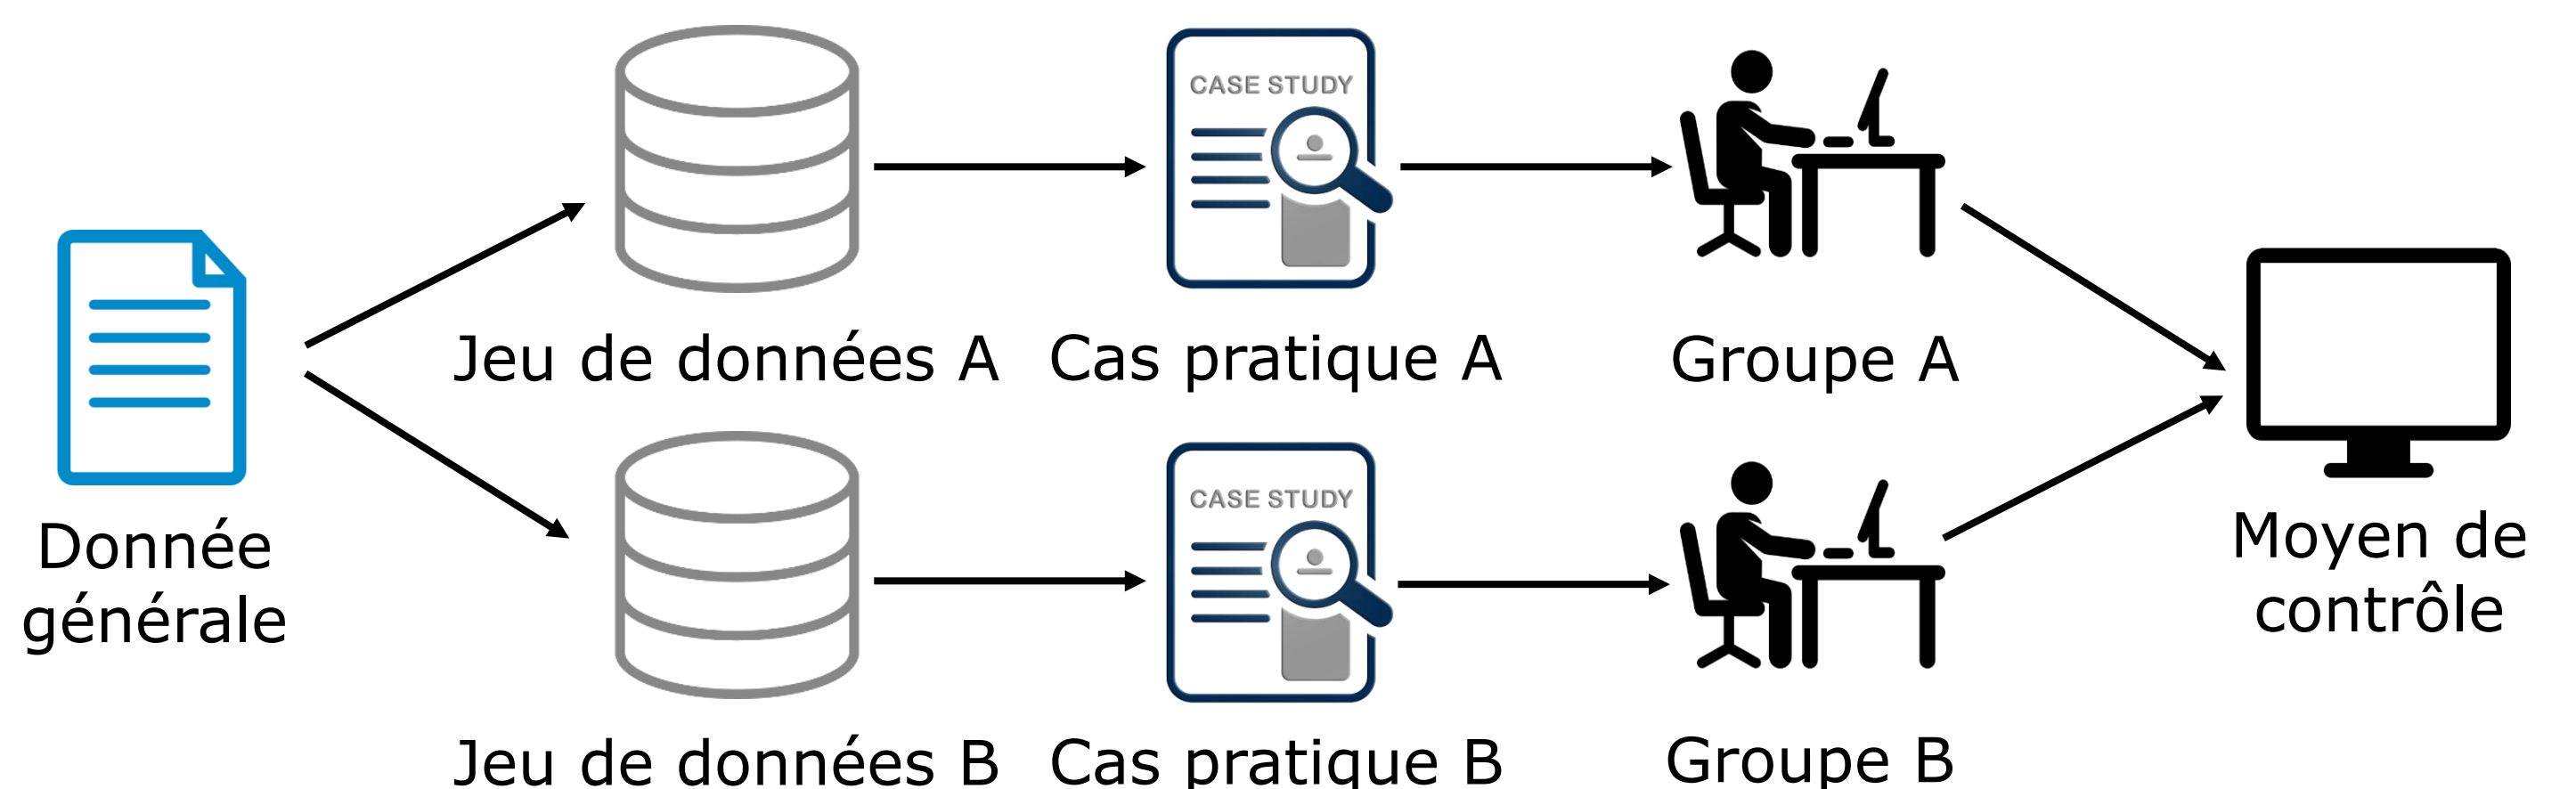 CASE STUDY
Jeu de données A
Cas pratique A
Groupe A
Donnée
générale
CASE STUDY
Moyen de
contrôle
Jeu de données B
Cas pratique B
Groupe B